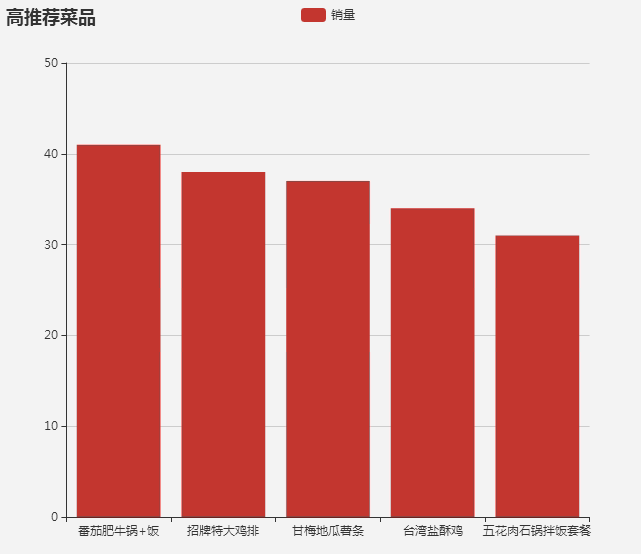 高推荐菜品
销量
50
40
30
20
10
0
番茄肥牛锅+饭
招牌特大鸡排
甘梅地瓜薯条
台湾盐酥鸡
五花肉石锅拌饭套餐